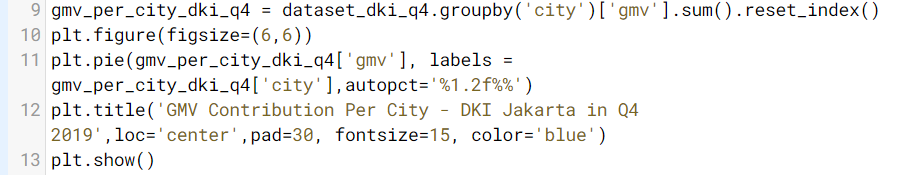 9 gmv_per_city_dki_q4 = dataset_dki_q4.groupby('city')['gmv'].sum().reset_index()
10 plt.figure(figsize=(6,6))
11 plt.pie(gmv_per_city_dki_q4['gmv'], labels =
gmv_per_city_dki_q4['city'],autopct='%1.2f%%')
12 plt.title('GMV Contribution Per City - DKI Jakarta in Q4
2019',loc='center',pad=30, fontsize=15, color='blue')
13 plt.show()